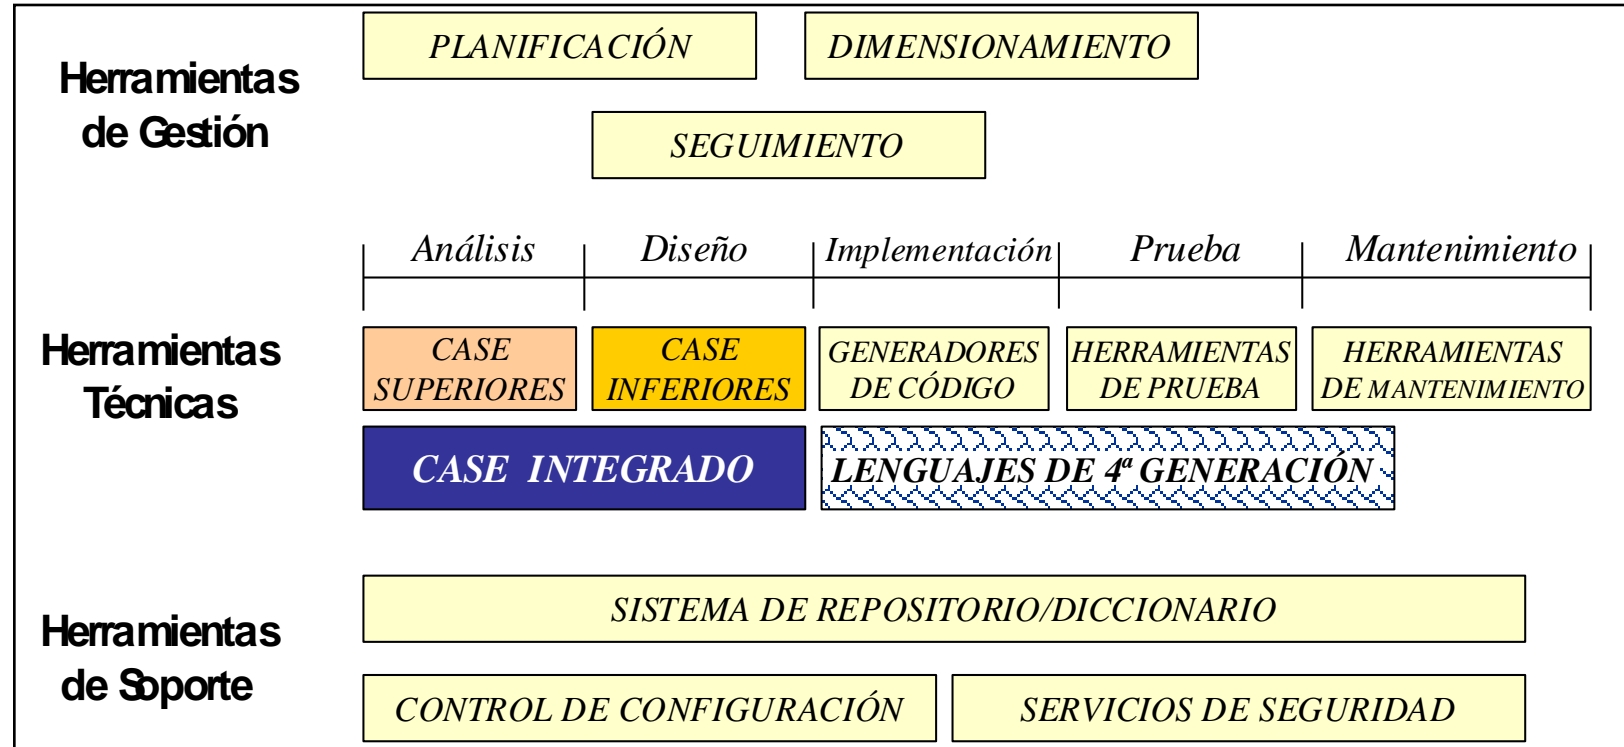 Herramientas
de Gestión
PLANIFICACIÓN
DIMENSIONAMIENTO
SEGUIMIENTO
Análisis
Diseño
Implementación
Prueba
Mantenimiento
Herramientas
Técnicas
CASE
SUPERIORES
CASE
INFERIORES
GENERADORES
DE CÓDIGO
HERRAMIENTAS
DE PRUEBA
HERRAMIENTAS
DE MANTENIMIENTO
CASE INTEGRADO
LENGUAJES DE 4ª GENERACIÓN
Herramientas
de Soporte
SISTEMA DE REPOSITORIO/DICCIONARIO
CONTROL DE CONFIGURACIÓN
SERVICIOS DE SEGURIDAD